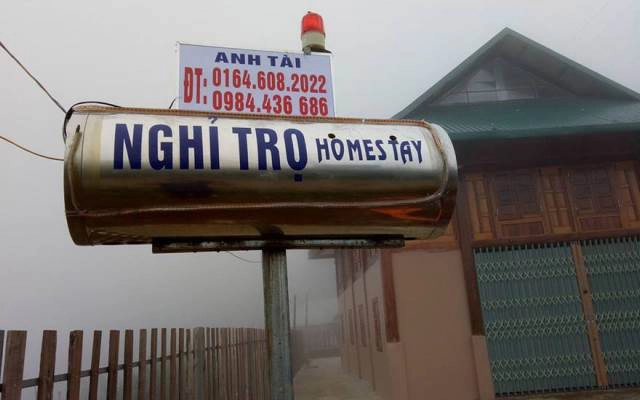 ANH TÀI
ĐT: 0164.608.2022
0984.436 686
NGHỈ TRỌ HOMESTAY